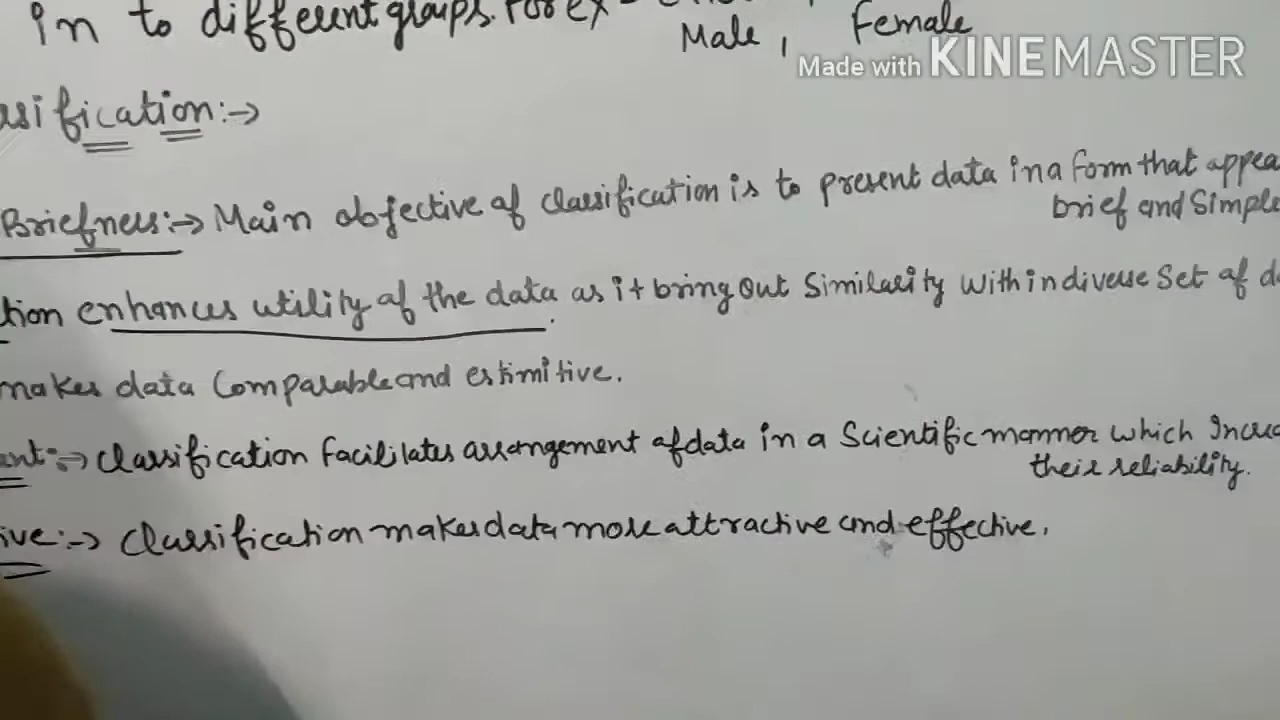 in to different groups. For ex -
Male, Female
Made with KINEMASTER
sification:->
Briefness:-> Main objective of classification is to present data in a form that appea
brief and Simple
tion enhances utility of the data as it bring out Similarity within diverse Set of d
makes data Comparable and estimitive.
ent:-> Classification Facilitates arrangement of data in a Scientific manner which Increa
their reliability.
ive:-> Classification makes data more attractive and effective.